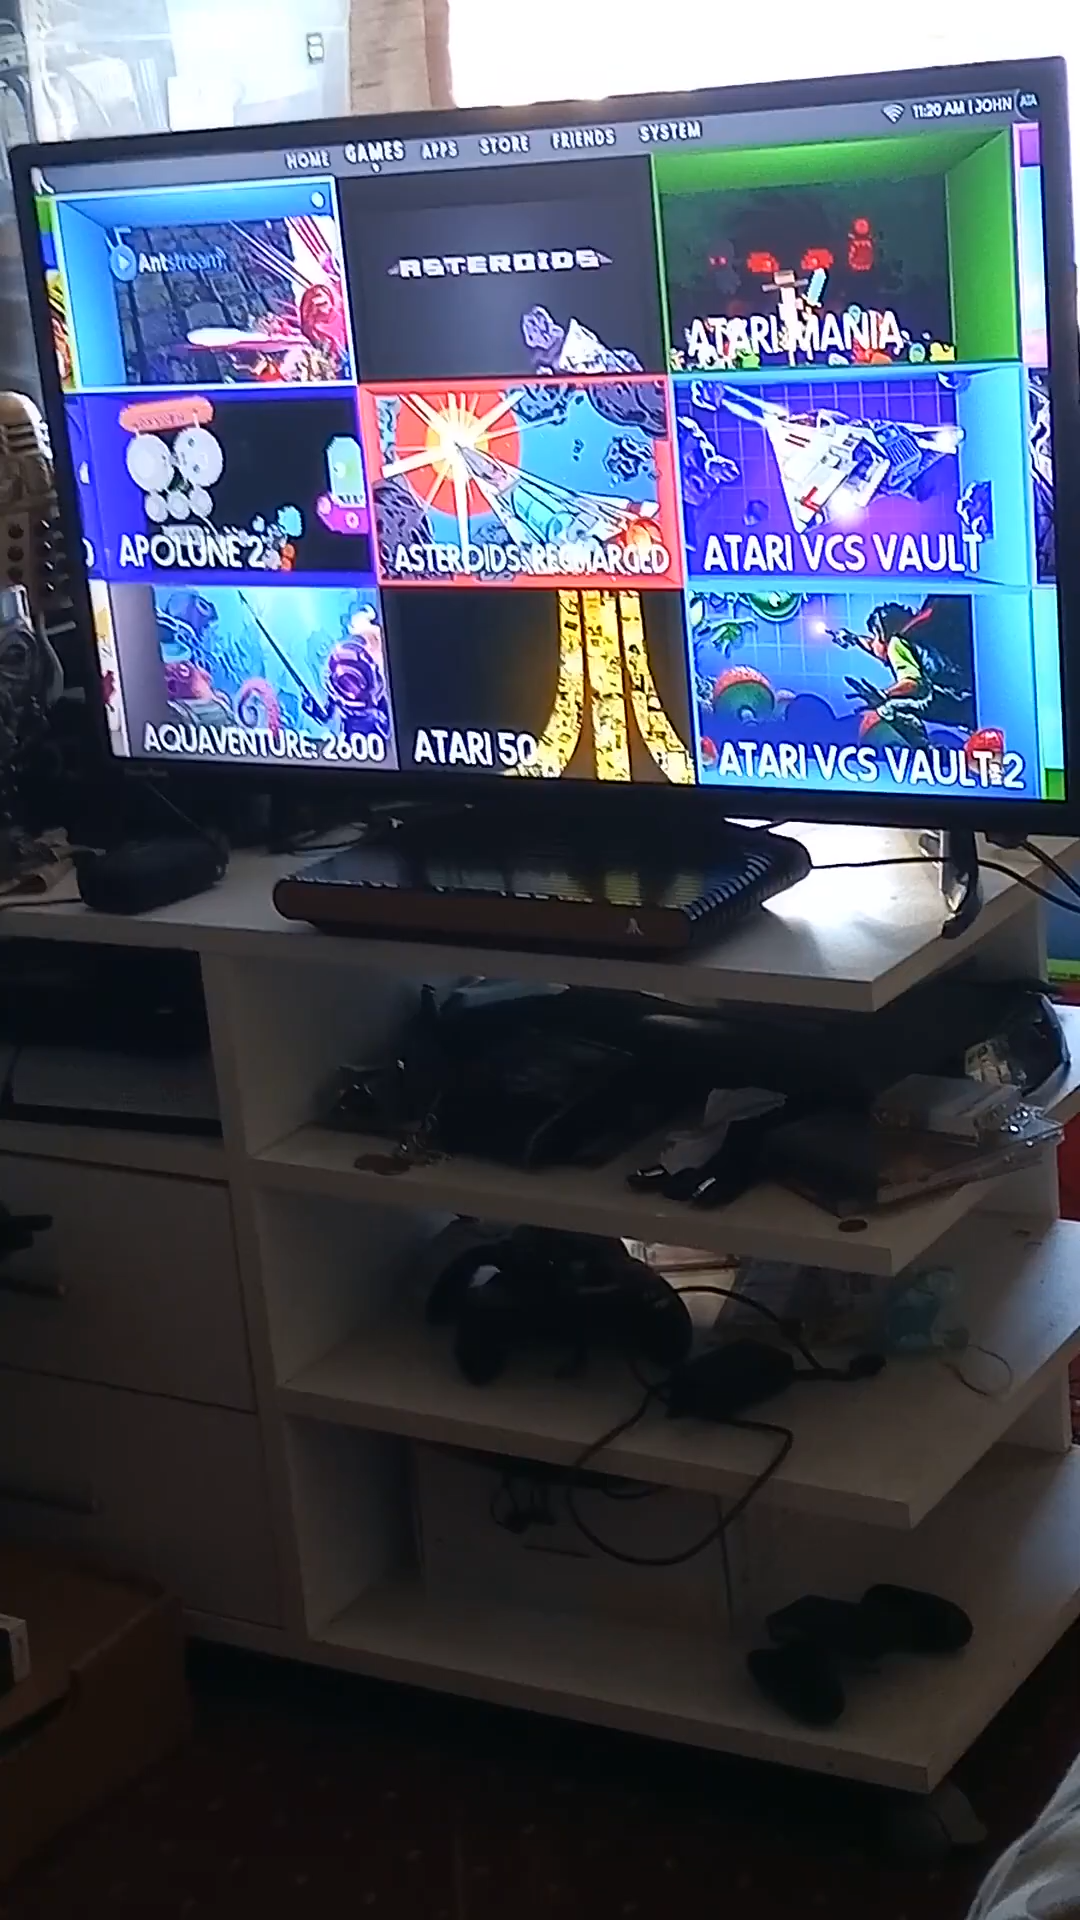 HOME GAMES APPS STORE FRIENDS SYSTEM
11:20 AM | JOHN ATA
Antstream
ASTEROIDS
ATARI MANIA
APOLUNE 2
ASTEROIDS: RECHARGED
ATARI VCS VAULT
AQUAVENTURE: 2600
ATARI 50
ATARI VCS VAULT 2